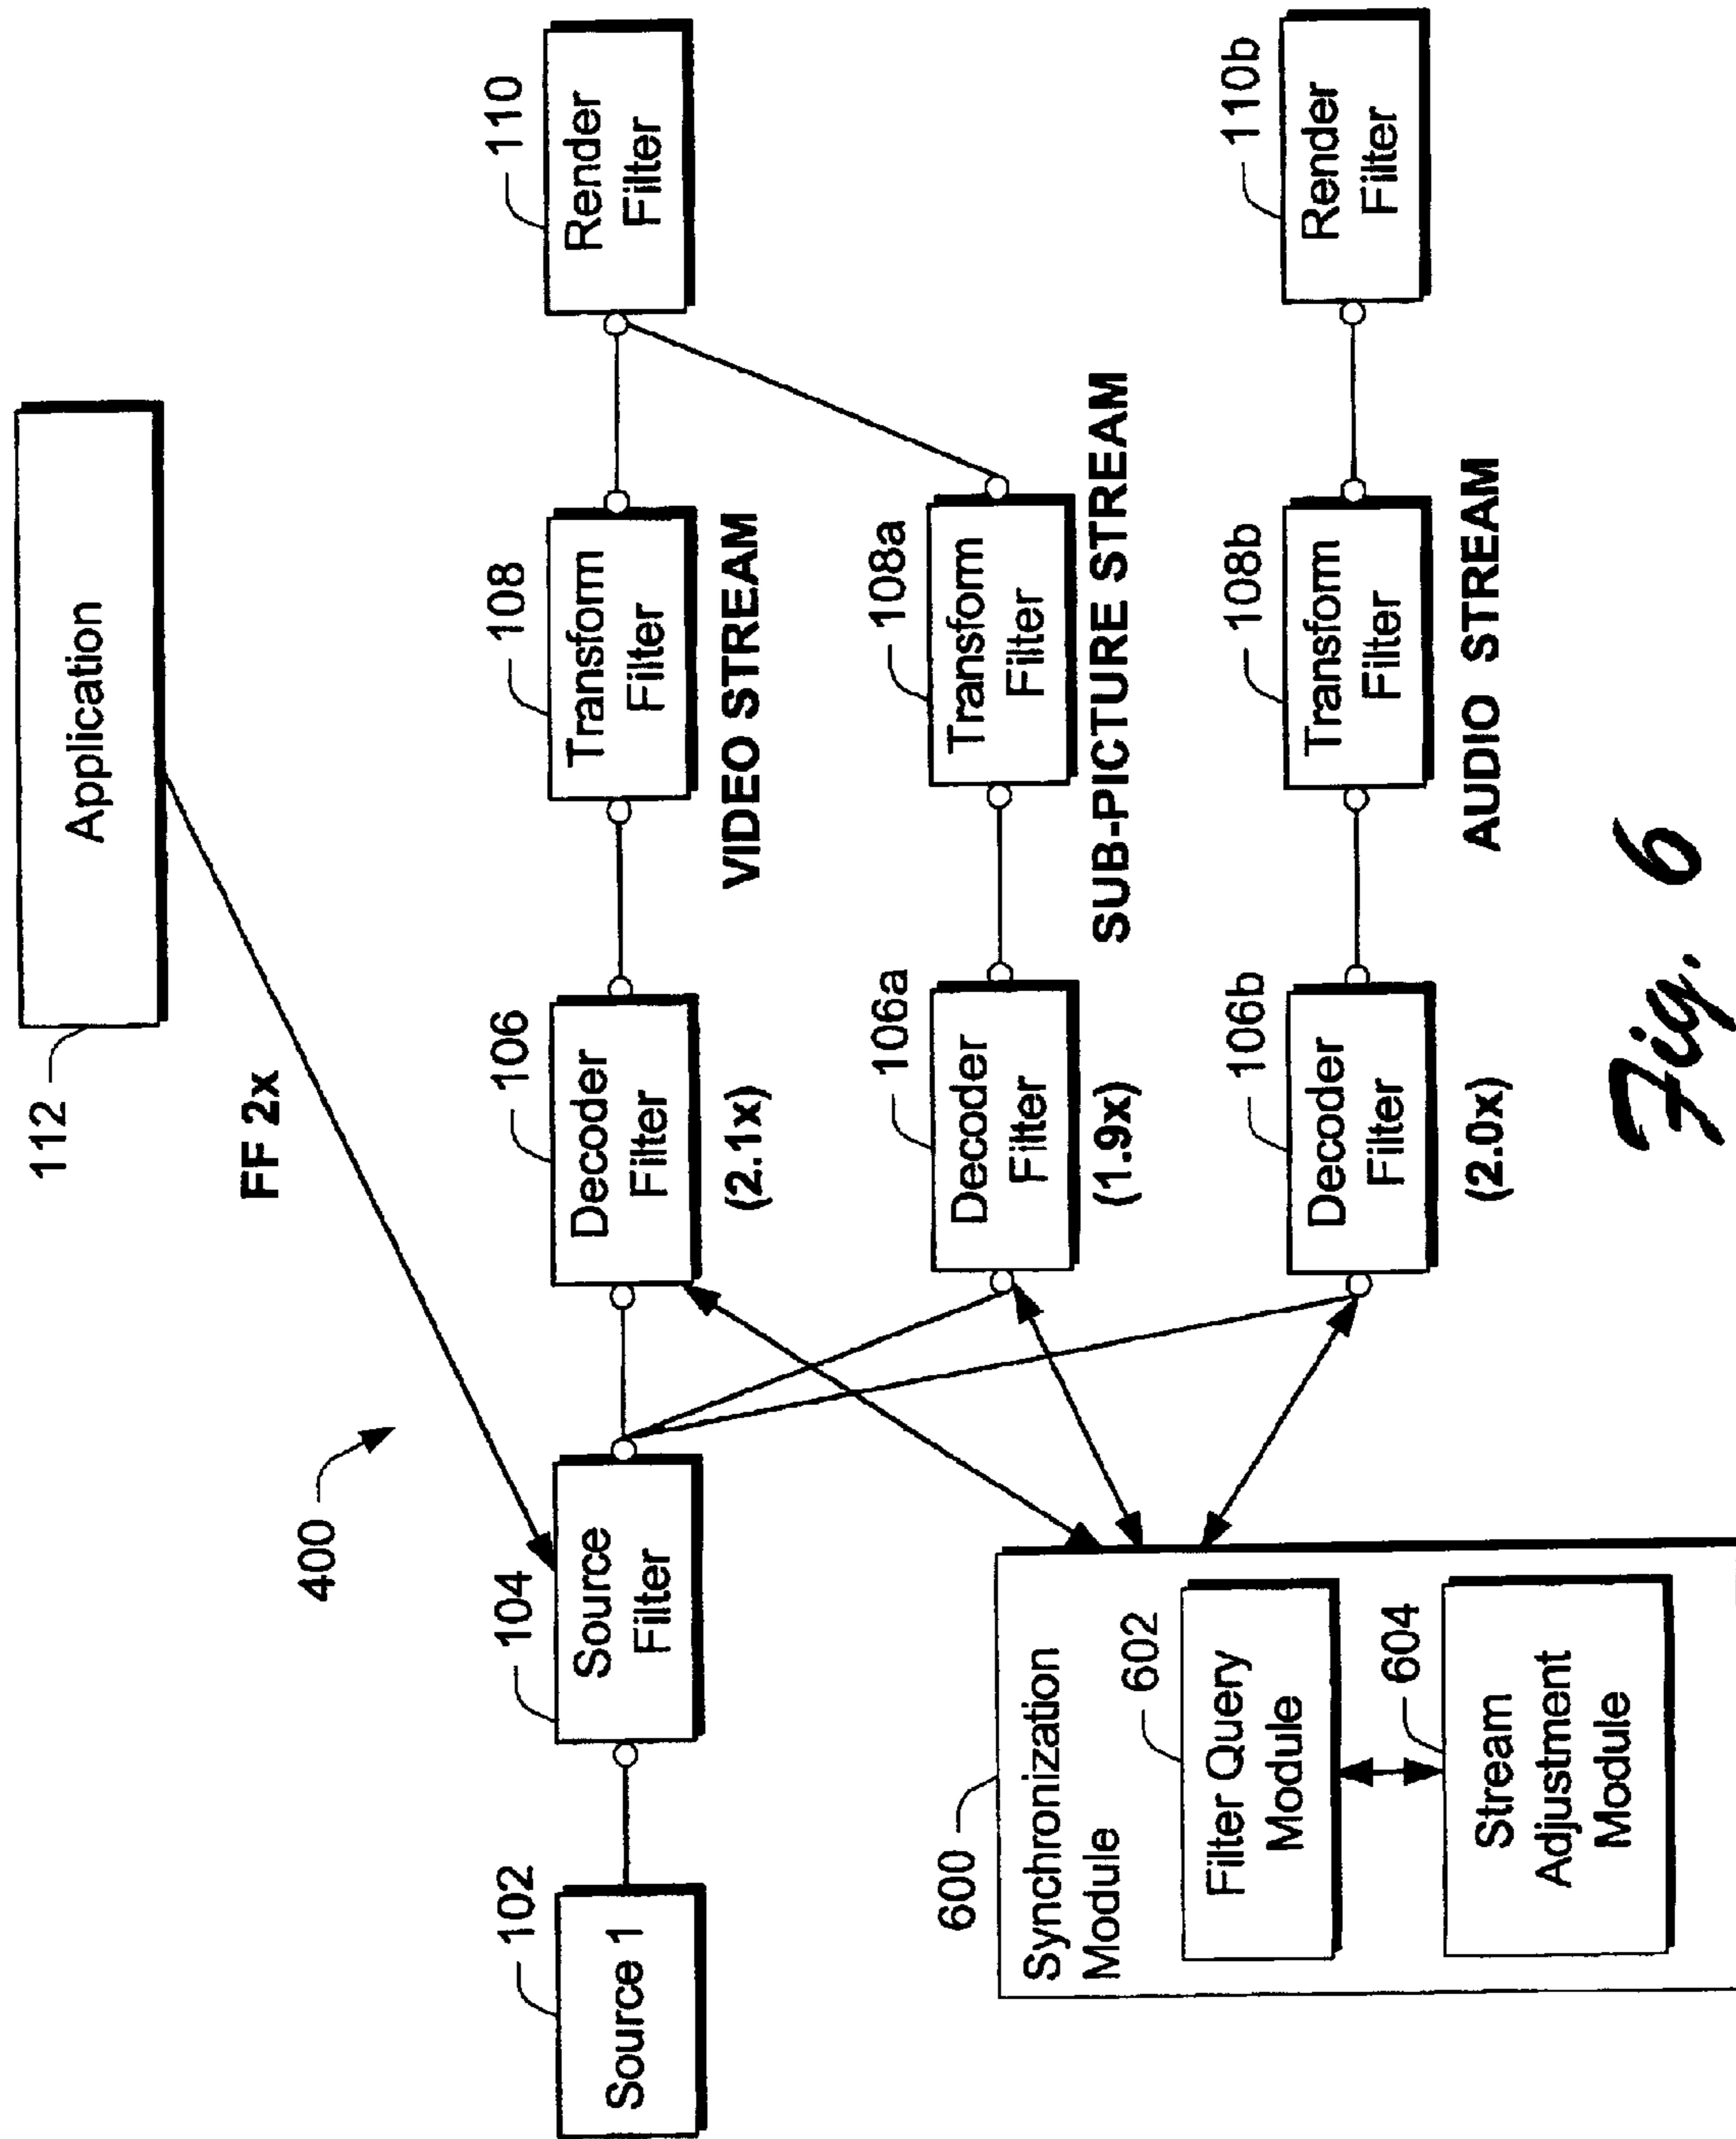 112
Application
FF 2x
400
102
Source 1
104
Source
Filter
106
Decoder
Filter
(2.1x)
108
Transform
Filter
VIDEO STREAM
110
Render
Filter
106a
Decoder
Filter
(1.9x)
108a
Transform
Filter
SUB-PICTURE STREAM
106b
Decoder
Filter
(2.0x)
108b
Transform
Filter
AUDIO STREAM
110b
Render
Filter
600
Synchronization
Module
602
Filter Query
Module
604
Stream
Adjustment
Module
Fig. 6